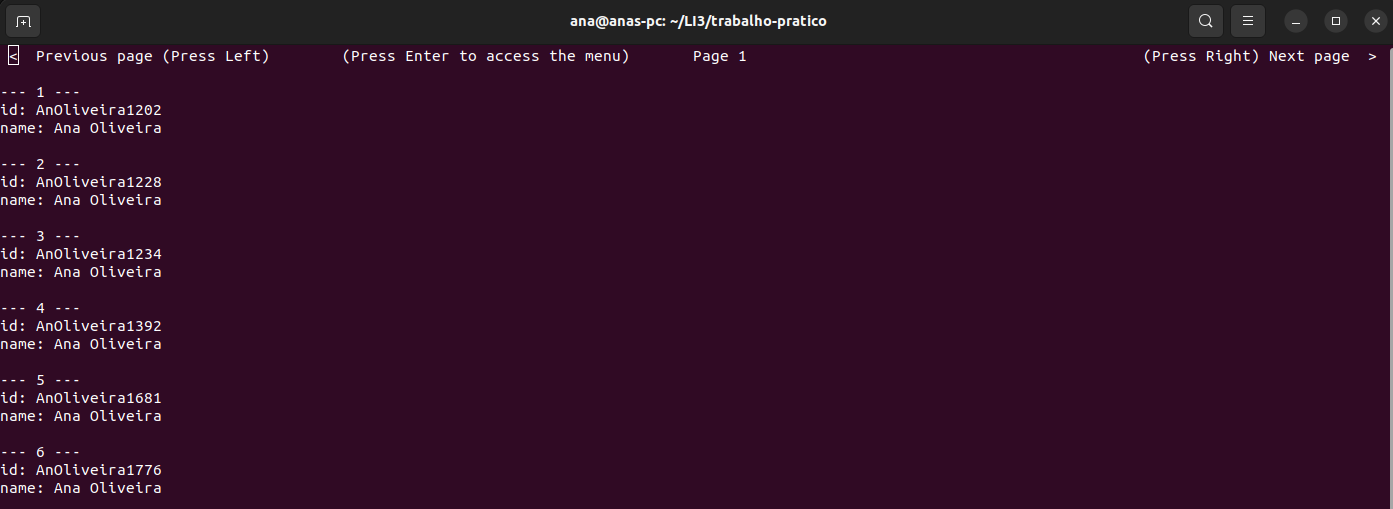 ana@anas-pc: ~/LI3/trabalho-pratico
< Previous page (Press Left) (Press Enter to access the menu) Page 1 (Press Right) Next page >
--- 1 ---
id: AnOliveira1202
name: Ana Oliveira
--- 2 ---
id: AnOliveira1228
name: Ana Oliveira
--- 3 ---
id: AnOliveira1234
name: Ana Oliveira
--- 4 ---
id: AnOliveira1392
name: Ana Oliveira
--- 5 ---
id: AnOliveira1681
name: Ana Oliveira
--- 6 ---
id: AnOliveira1776
name: Ana Oliveira